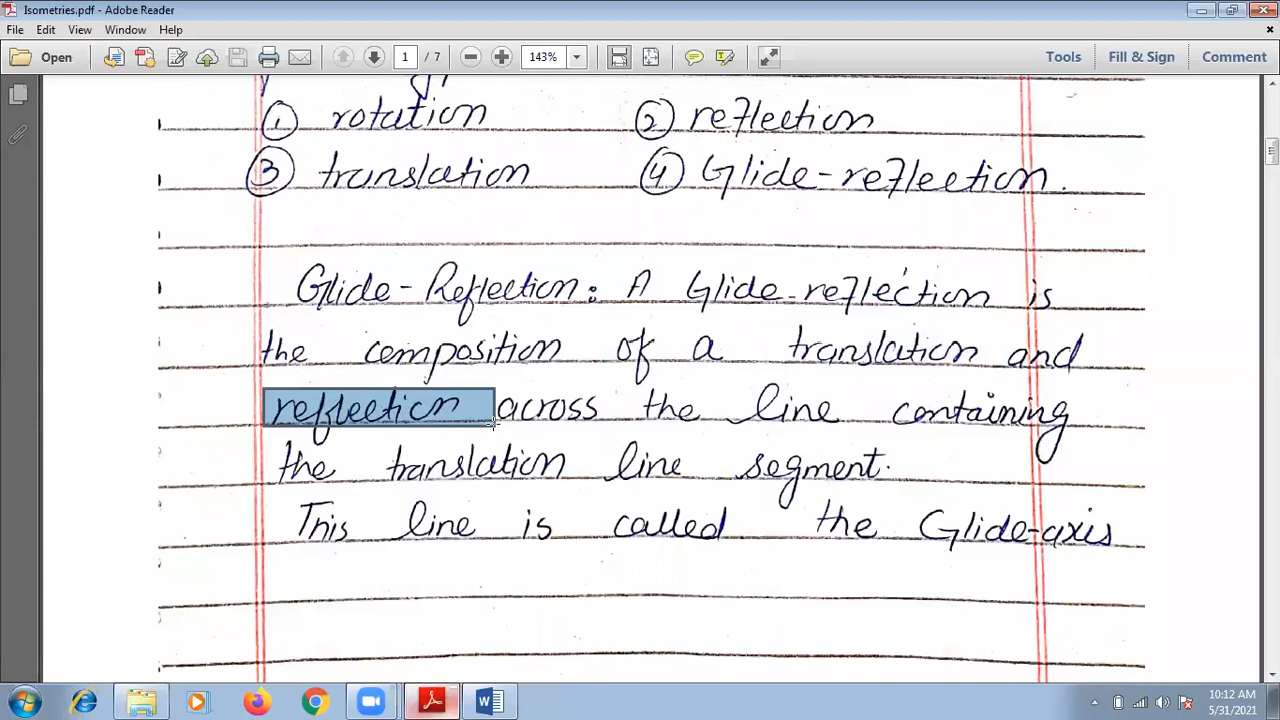 Isometries.pdf - Adobe Reader
File Edit View Window Help
Open 1 / 7 143% Tools Fill & Sign Comment
① rotation ② reflection
③ translation ④ Glide-reflection.
Glide-Reflection: A Glide-reflection is
the composition of a translation and
reflection across the line containing
the translation line segment.
This line is called the Glide-axis
10:12 AM
5/31/2021